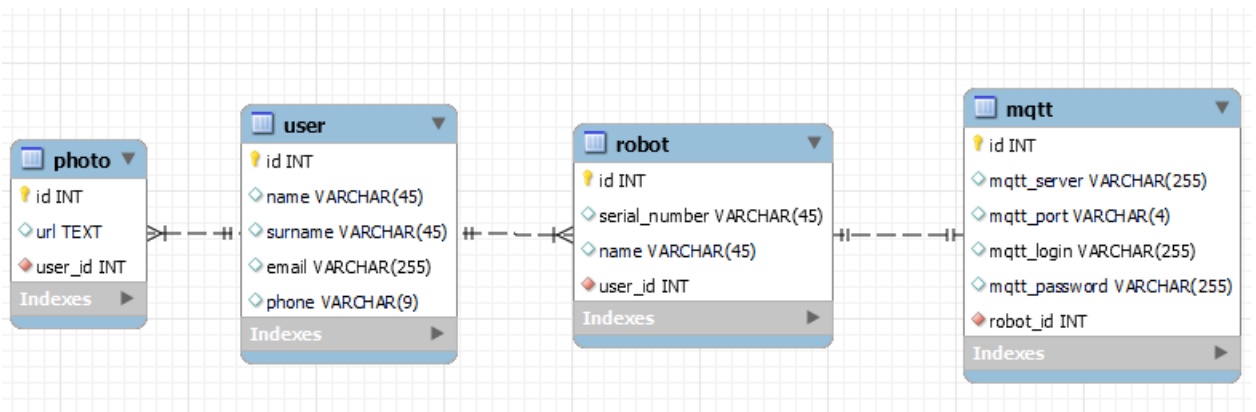 photo
id INT
url TEXT
user_id INT
Indexes
user
id INT
name VARCHAR(45)
surname VARCHAR(45)
email VARCHAR(255)
phone VARCHAR(9)
Indexes
robot
id INT
serial_number VARCHAR(45)
name VARCHAR(45)
user_id INT
Indexes
mqtt
id INT
mqtt_server VARCHAR(255)
mqtt_port VARCHAR(4)
mqtt_login VARCHAR(255)
mqtt_password VARCHAR(255)
robot_id INT
Indexes